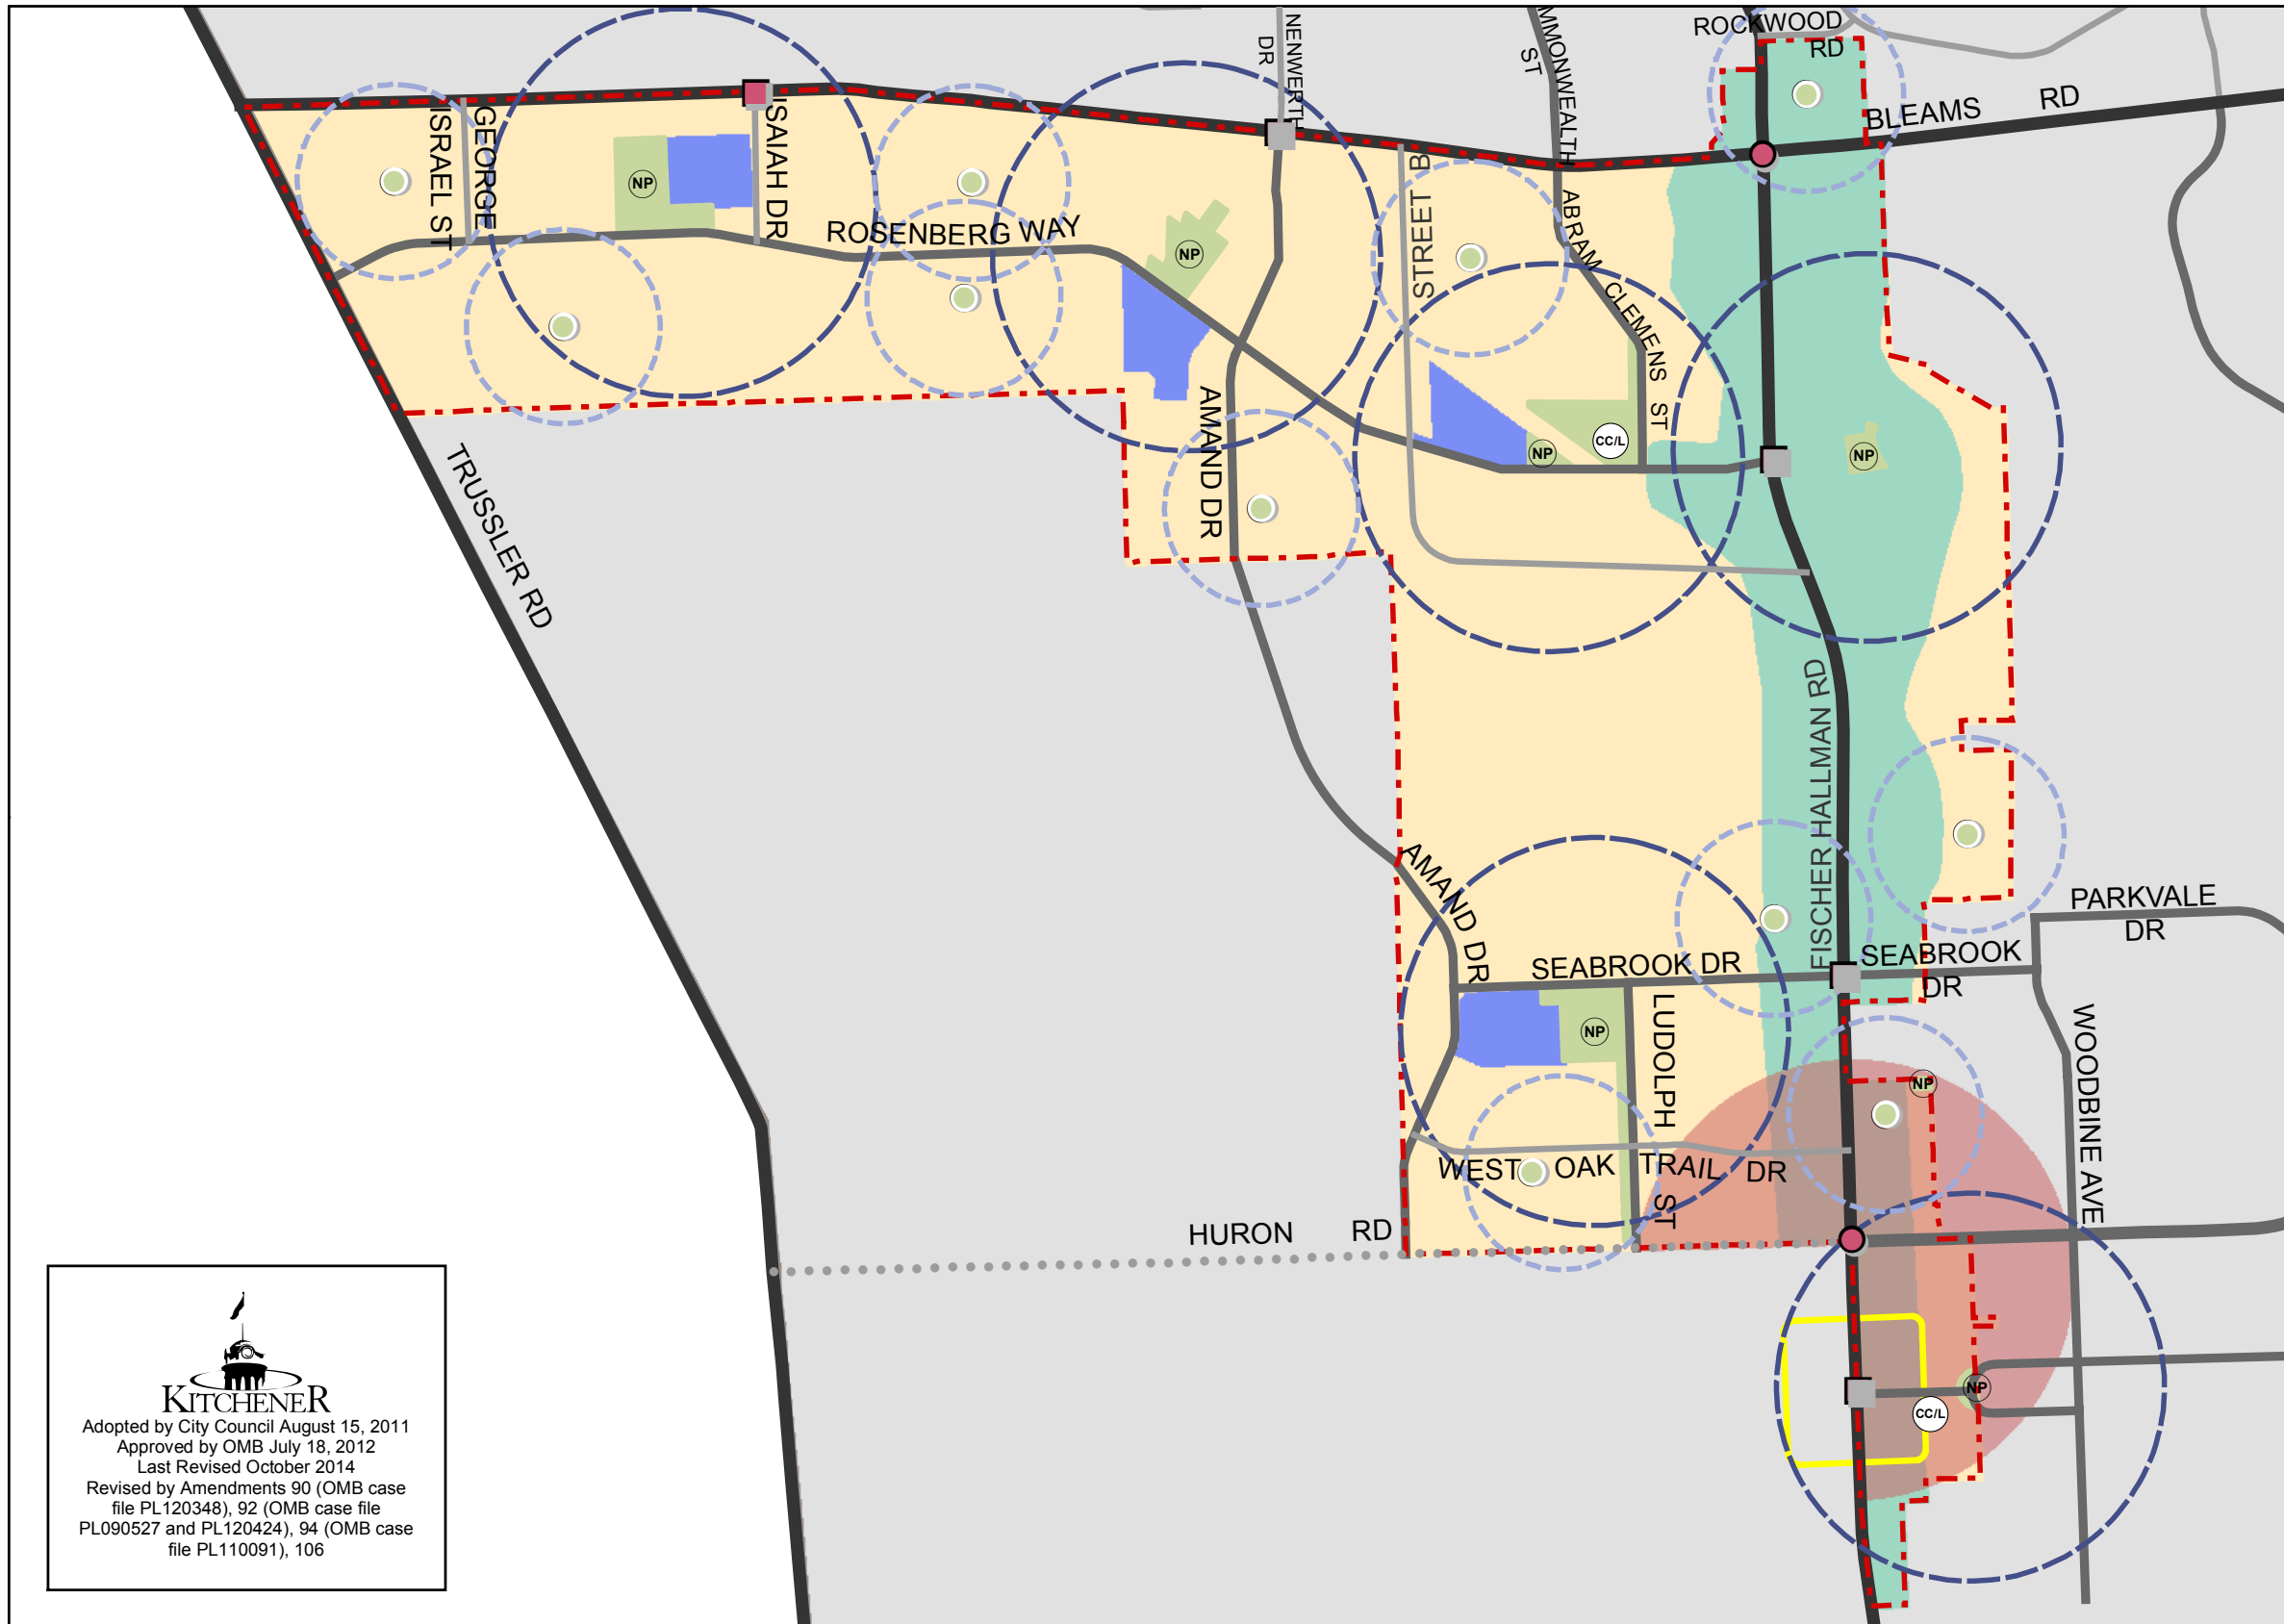 ROCKWOOD
RD
NENWERTH
DR
MMONWEALTH
ST
BLEAMS RD
GEORGE
ISRAEL ST
ISAIAH DR
NP
ROSENBERG WAY
NP
STREET B
ABRAM CLEMENS ST
AMAND DR
CC/L
NP
NP
TRUSSLER RD
FISCHER HALLMAN RD
AMAND DR
PARKVALE
DR
SEABROOK DR
SEABROOK
DR
LUDOLPH ST
NP
NP
WOODBINE AVE
WEST OAK TRAIL DR
HURON RD
NP
CC/L
KITCHENER
Adopted by City Council August 15, 2011
Approved by OMB July 18, 2012
Last Revised October 2014
Revised by Amendments 90 (OMB case
file PL120348), 92 (OMB case file
PL090527 and PL120424), 94 (OMB case
file PL110091), 106